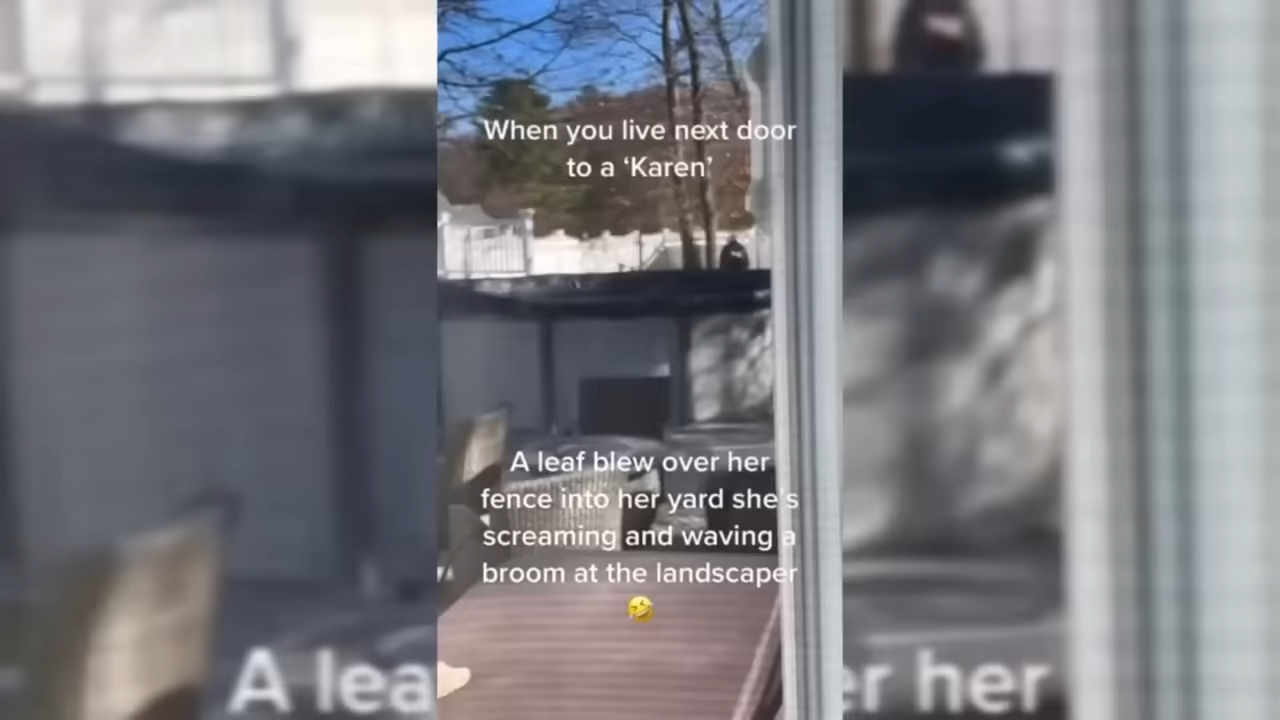 When you live next door
to a ‘Karen’
A leaf blew over her
fence into her yard she's
screaming and waving a
broom at the landscaper
🤣
A lea
er her